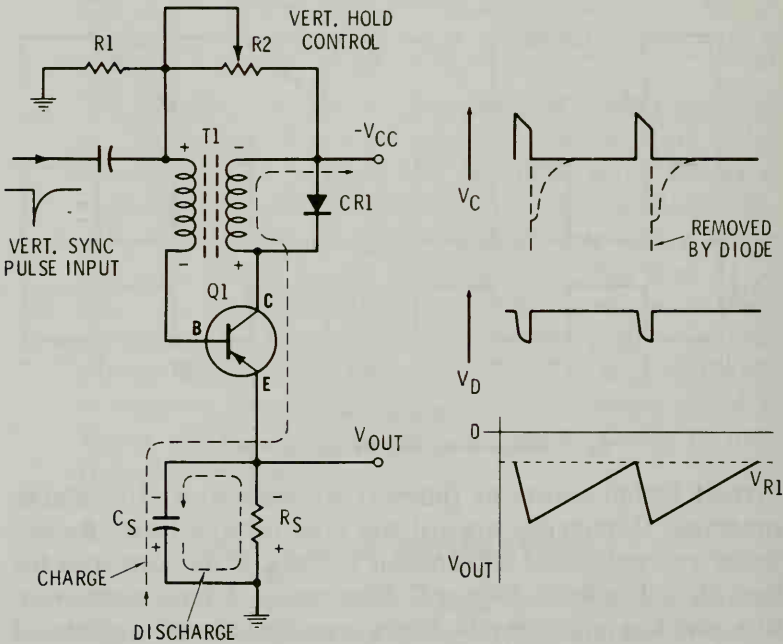 VERT. HOLD
CONTROL
R1
R2
T1
+
-
-VCC
CR1
VERT. SYNC
PULSE INPUT
-
+
Q1
B
C
E
VOUT
CS
-
+
RS
-
+
CHARGE
DISCHARGE
VC
REMOVED
BY DIODE
VD
0
VR1
VOUT